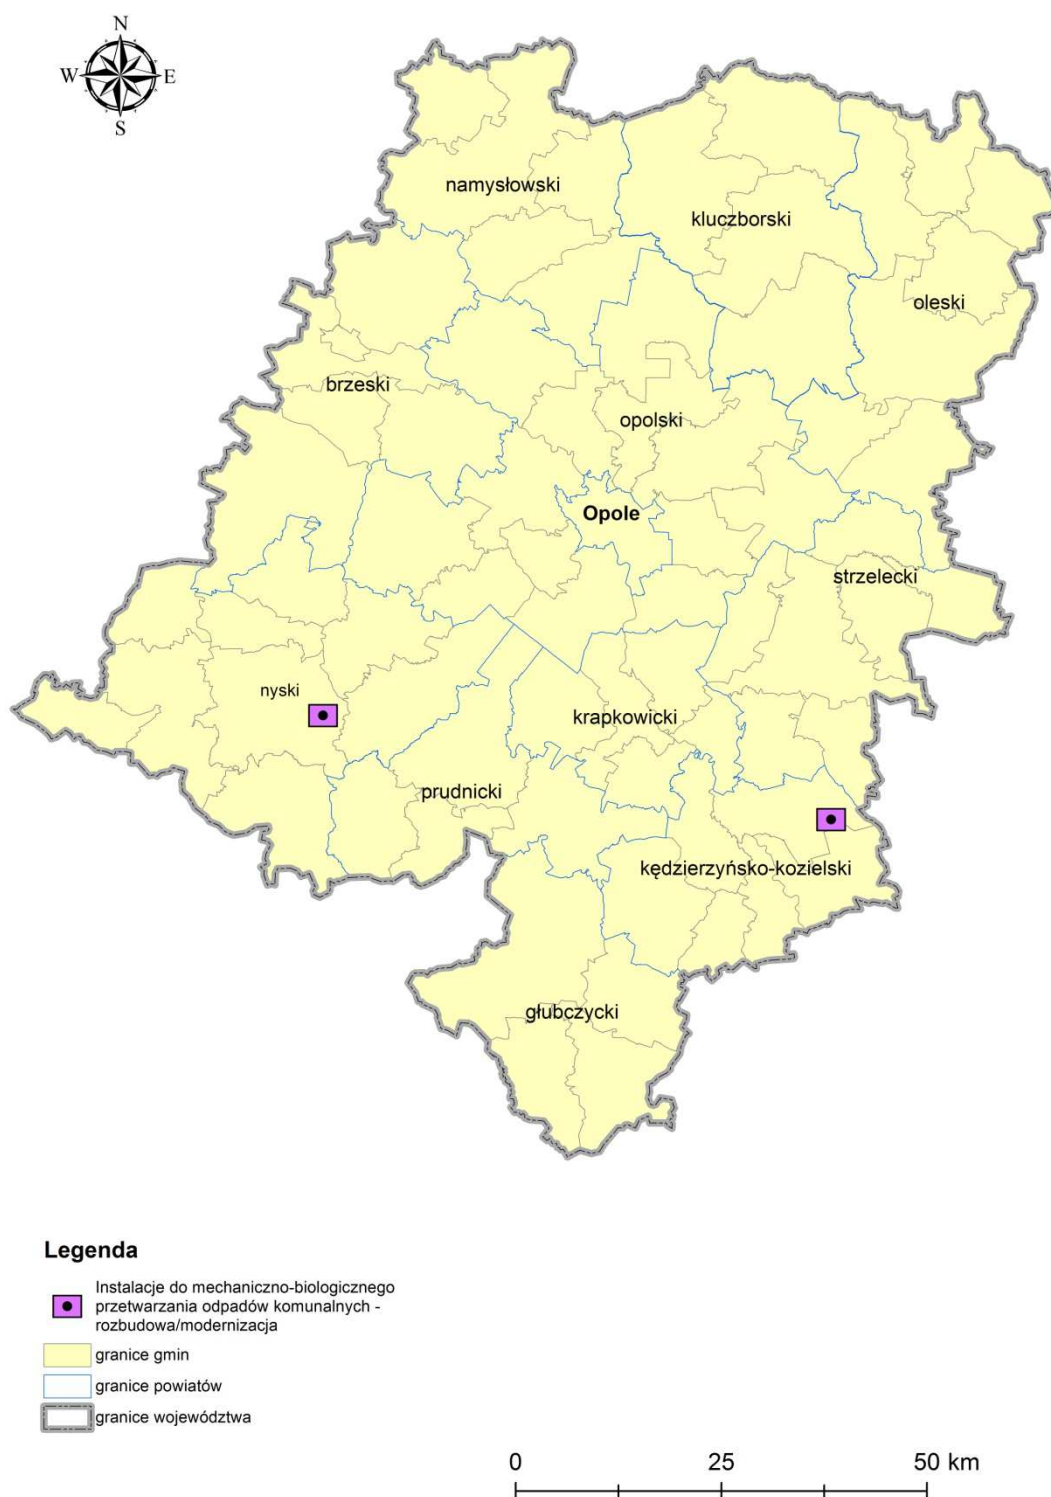 N
W E
S
namysłowski
kluczborski
oleski
brzeski
opolski
Opole
strzelecki
nyski
krapkowicki
prudnicki
kędzierzyńsko-kozielski
głubczycki
Legenda
Instalacje do mechaniczno-biologicznego
przetwarzania odpadów komunalnych -
rozbudowa/modernizacja
granice gmin
granice powiatów
granice województwa
0 25 50 km